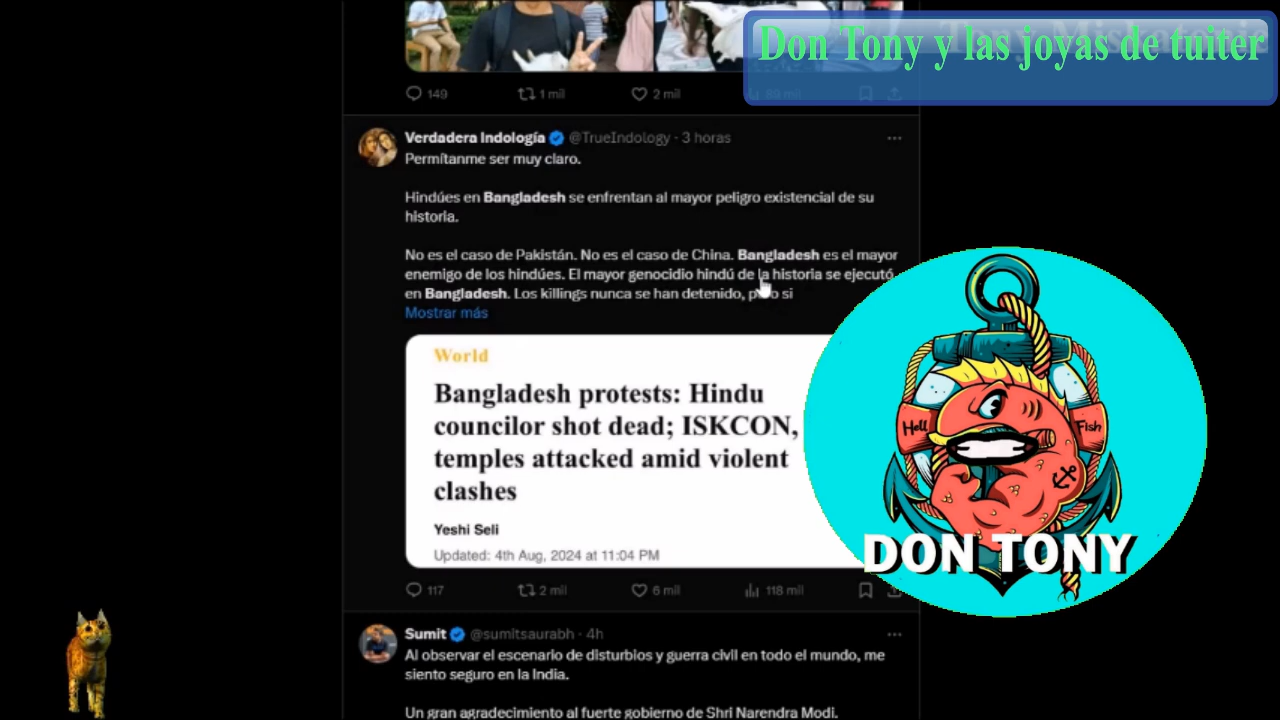 Don Tony y las joyas de tuiter
149 1 mil 2 mil
Verdadera Indología @TrueIndology · 3 horas
Permítanme ser muy claro.
Hindúes en Bangladesh se enfrentan al mayor peligro existencial de su
historia.
No es el caso de Pakistán. No es el caso de China. Bangladesh es el mayor
enemigo de los hindúes. El mayor genocidio hindú de la historia se ejecutó
en Bangladesh. Los killings nunca se han detenido, si
Mostrar más
World
Bangladesh protests: Hindu
councilor shot dead; ISKCON,
temples attacked amid violent
clashes
Yeshi Seli
Updated: 4th Aug, 2024 at 11:04 PM
117 2 mil 6 mil 118 mil
Hell Fish
DON TONY
Sumit @sumitsaurabh · 4h
Al observar el escenario de disturbios y guerra civil en todo el mundo, me
siento seguro en la India.
Un gran agradecimiento al fuerte gobierno de Shri Narendra Modi.